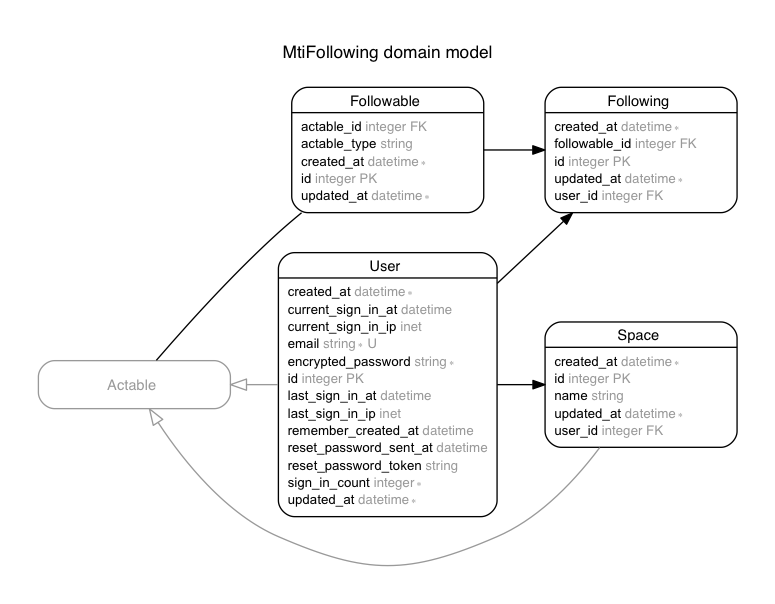 MtiFollowing domain model
Followable
actable_id integer FK
actable_type string
created_at datetime *
id integer PK
updated_at datetime *
Following
created_at datetime *
followable_id integer FK
id integer PK
updated_at datetime *
user_id integer FK
User
created_at datetime *
current_sign_in_at datetime
current_sign_in_ip inet
email string * U
encrypted_password string *
id integer PK
last_sign_in_at datetime
last_sign_in_ip inet
remember_created_at datetime
reset_password_sent_at datetime
reset_password_token string
sign_in_count integer *
updated_at datetime *
Space
created_at datetime *
id integer PK
name string
updated_at datetime *
user_id integer FK
Actable